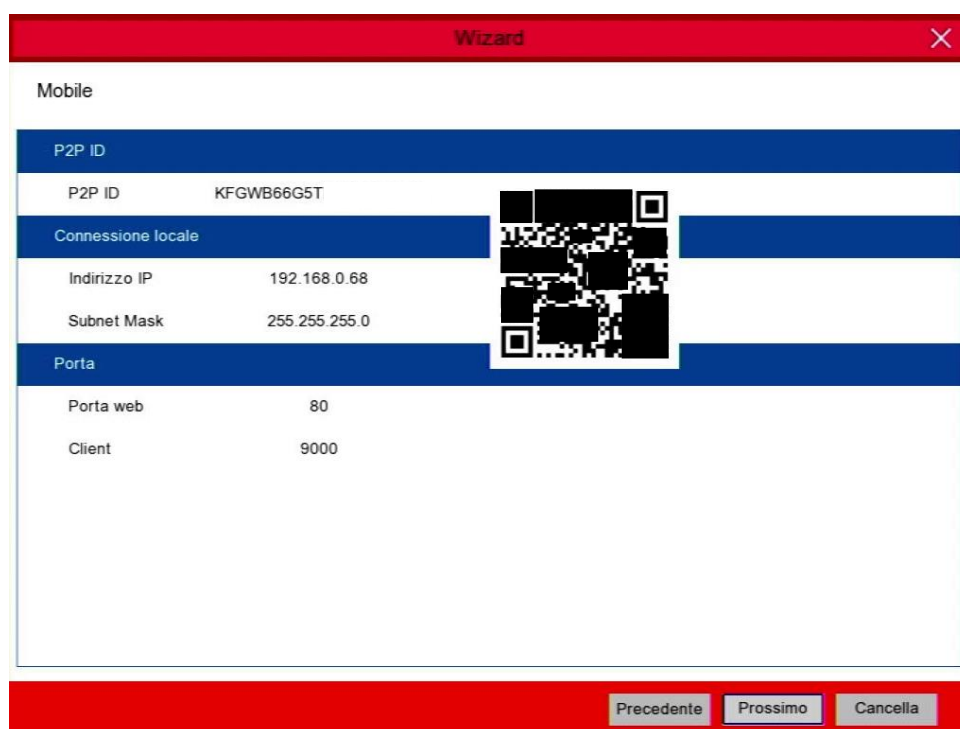 Wizard
Mobile
P2P ID
P2P ID KFGWB66G5T
Connessione locale
Indirizzo IP 192.168.0.68
Subnet Mask 255.255.255.0
Porta
Porta web 80
Client 9000
Precedente Prossimo Cancella